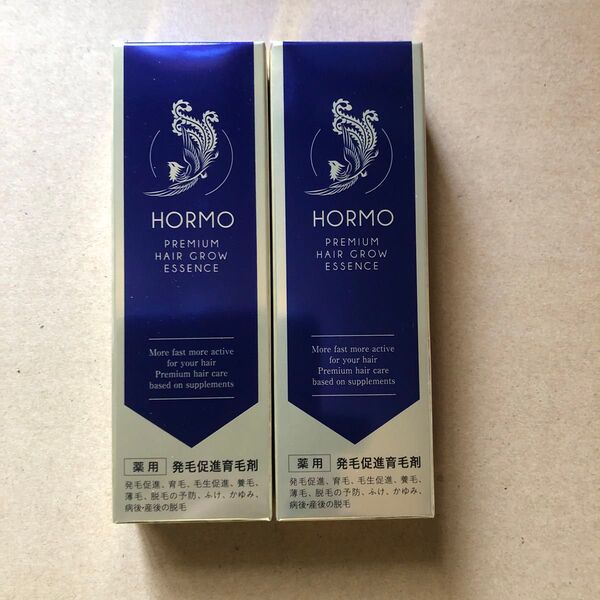 HORMO
PREMIUM
HAIR GROW
ESSENCE
More fast more active
for your hair
Premium hair care
based on supplements
薬用 発毛促進育毛剤
発毛促進、育毛、毛生促進、養毛、
薄毛、脱毛の予防、ふけ、かゆみ、
病後・産後の脱毛
HORMO
PREMIUM
HAIR GROW
ESSENCE
More fast more active
for your hair
Premium hair care
based on supplements
薬用 発毛促進育毛剤
発毛促進、育毛、毛生促進、養毛、
薄毛、脱毛の予防、ふけ、かゆみ、
病後・産後の脱毛